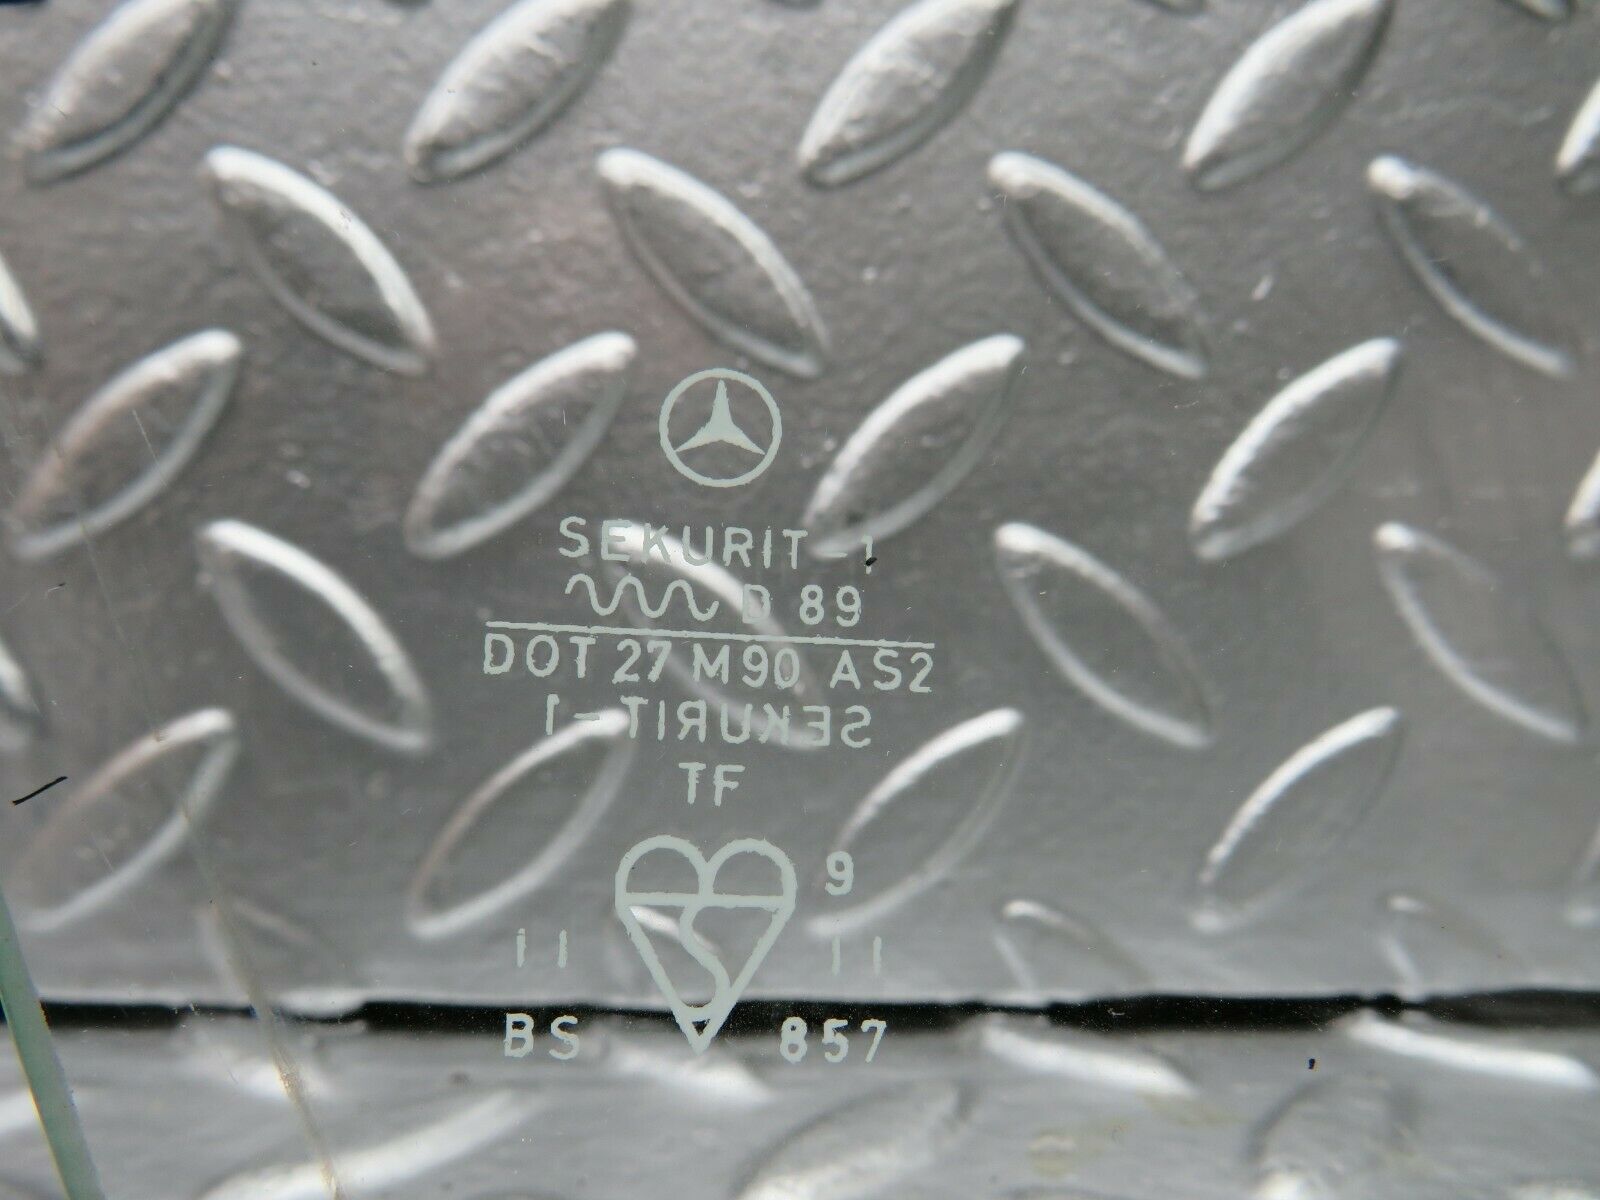 SEKURIT-1
D 89
DOT 27 M90 AS2
SEKURIT-1
TF
9
11 11
BS 857